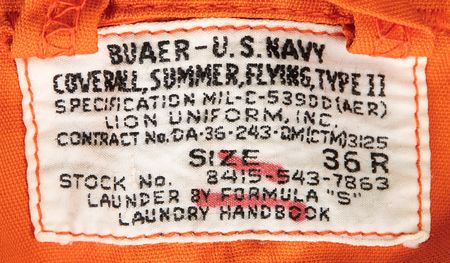 BUAER-U.S.NAVY
COVERALL, SUMMER, FLYING, TYPE II
SPECIFICATION MIL-C-5390D(AER)
LION UNIFORM, INC.
CONTRACT No. DA-36-243-QM(CTM)3125
SIZE 36R
STOCK No. 8415-543-7863
LAUNDER BY FORMULA "S"
LAUNDRY HANDBOOK